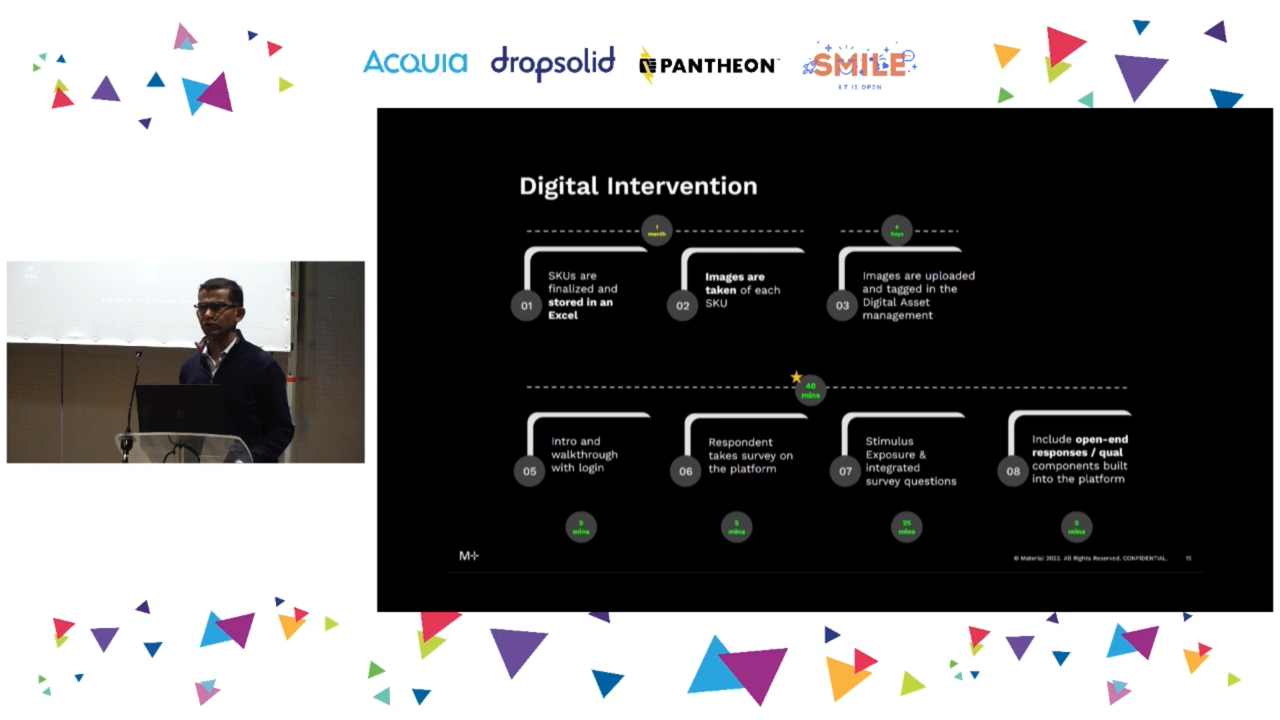 ACQUIA dropsolid PANTHEON SMILE
IT IS OPEN
Digital Intervention
1
month
5
Days
01
SKUs are
finalized and
stored in an
Excel
02
Images are
taken of each
SKU
03
Images are uploaded
and tagged in the
Digital Asset
management
40
mins
05
Intro and
walkthrough
with login
06
Respondent
takes survey on
the platform
07
Stimulus
Exposure &
integrated
survey questions
08
Include open-end
responses / qual
components built
into the platform
5
mins
5
mins
25
mins
5
mins
M+
© Material 2022. All Rights Reserved. CONFIDENTIAL.